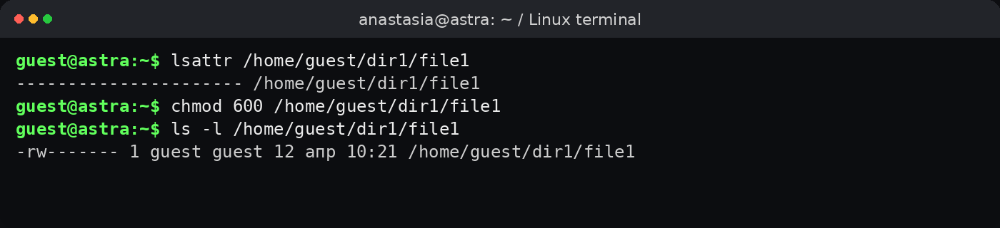 anastasia@astra: ~ / Linux terminal
guest@astra:~$ lsattr /home/guest/dir1/file1
---------------------- /home/guest/dir1/file1
guest@astra:~$ chmod 600 /home/guest/dir1/file1
guest@astra:~$ ls -l /home/guest/dir1/file1
-rw------- 1 guest guest 12 апр 10:21 /home/guest/dir1/file1